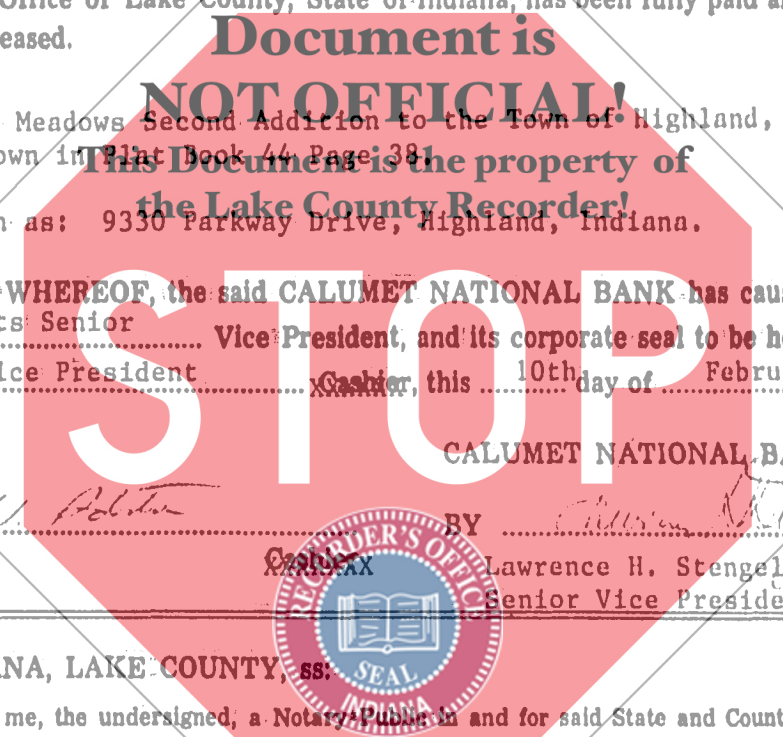 Office of Lake County, State of Indiana, has been fully paid a
eased.
Document is
NOT OFFICIAL!
Meadows Second Addition to the Town of Highland,
own in Plat Book 44 Page 38.
This Document is the property of
the Lake County Recorder!
n as: 9330 Parkway Drive, Highland, Indiana.
WHEREOF, the said CALUMET NATIONAL BANK has cau
ts Senior Vice President, and its corporate seal to be h
ice President Cashier, this 10th day of Febru
STOP
CALUMET NATIONAL B
BY
Cashier
Lawrence H. Stengel
Senior Vice Preside
RECORDER'S OFFICE
SEAL
INDIANA
ANA, LAKE COUNTY, ss:
me, the undersigned, a Notary Public in and for said State and Count